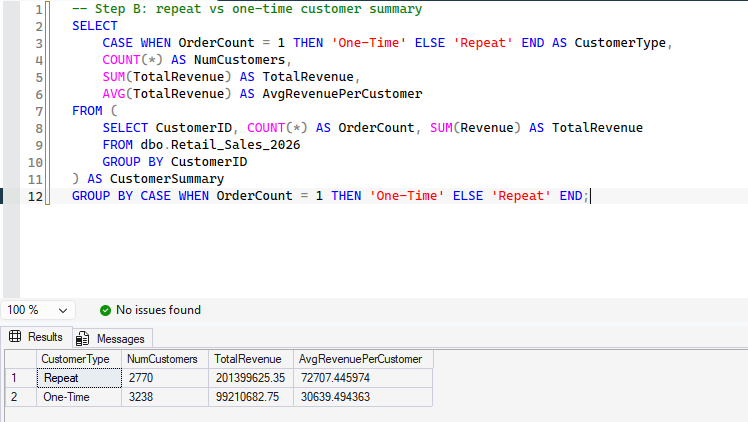 1 -- Step B: repeat vs one-time customer summary
2 SELECT
3 CASE WHEN OrderCount = 1 THEN 'One-Time' ELSE 'Repeat' END AS CustomerType,
4 COUNT(*) AS NumCustomers,
5 SUM(TotalRevenue) AS TotalRevenue,
6 AVG(TotalRevenue) AS AvgRevenuePerCustomer
7 FROM (
8 SELECT CustomerID, COUNT(*) AS OrderCount, SUM(Revenue) AS TotalRevenue
9 FROM dbo.Retail_Sales_2026
10 GROUP BY CustomerID
11 ) AS CustomerSummary
12 GROUP BY CASE WHEN OrderCount = 1 THEN 'One-Time' ELSE 'Repeat' END;
100 % No issues found
Results Messages
CustomerType NumCustomers TotalRevenue AvgRevenuePerCustomer
1 Repeat 2770 201399625.35 72707.445974
2 One-Time 3238 99210682.75 30639.494363